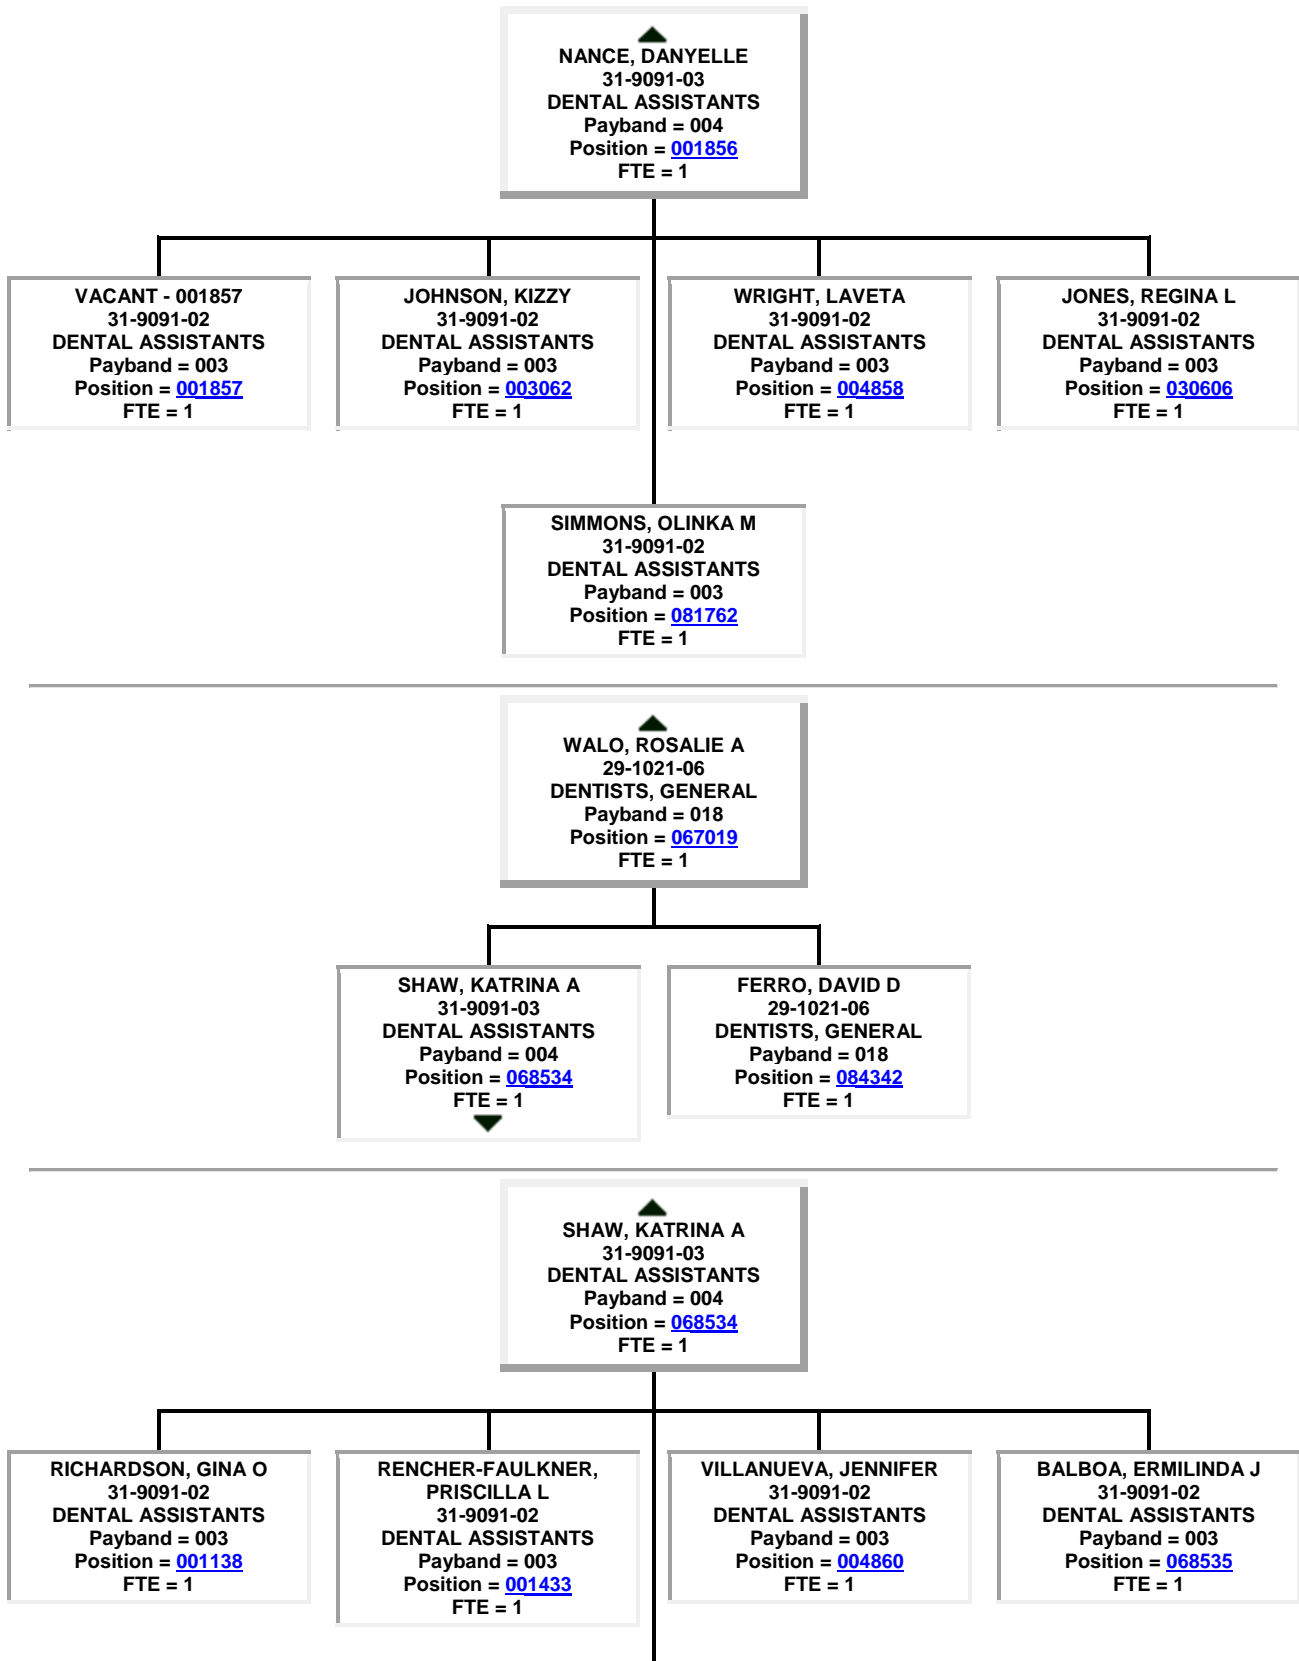 NANCE, DANYELLE
31-9091-03
DENTAL ASSISTANTS
Payband = 004
Position = 001856
FTE = 1
VACANT - 001857
31-9091-02
DENTAL ASSISTANTS
Payband = 003
Position = 001857
FTE = 1
JOHNSON, KIZZY
31-9091-02
DENTAL ASSISTANTS
Payband = 003
Position = 003062
FTE = 1
WRIGHT, LAVETA
31-9091-02
DENTAL ASSISTANTS
Payband = 003
Position = 004858
FTE = 1
JONES, REGINA L
31-9091-02
DENTAL ASSISTANTS
Payband = 003
Position = 030606
FTE = 1
SIMMONS, OLINKA M
31-9091-02
DENTAL ASSISTANTS
Payband = 003
Position = 081762
FTE = 1
WALO, ROSALIE A
29-1021-06
DENTISTS, GENERAL
Payband = 018
Position = 067019
FTE = 1
SHAW, KATRINA A
31-9091-03
DENTAL ASSISTANTS
Payband = 004
Position = 068534
FTE = 1
FERRO, DAVID D
29-1021-06
DENTISTS, GENERAL
Payband = 018
Position = 084342
FTE = 1
SHAW, KATRINA A
31-9091-03
DENTAL ASSISTANTS
Payband = 004
Position = 068534
FTE = 1
RICHARDSON, GINA O
31-9091-02
DENTAL ASSISTANTS
Payband = 003
Position = 001138
FTE = 1
RENCHER-FAULKNER,
PRISCILLA L
31-9091-02
DENTAL ASSISTANTS
Payband = 003
Position = 001433
FTE = 1
VILLANUEVA, JENNIFER
31-9091-02
DENTAL ASSISTANTS
Payband = 003
Position = 004860
FTE = 1
BALBOA, ERMILINDA J
31-9091-02
DENTAL ASSISTANTS
Payband = 003
Position = 068535
FTE = 1